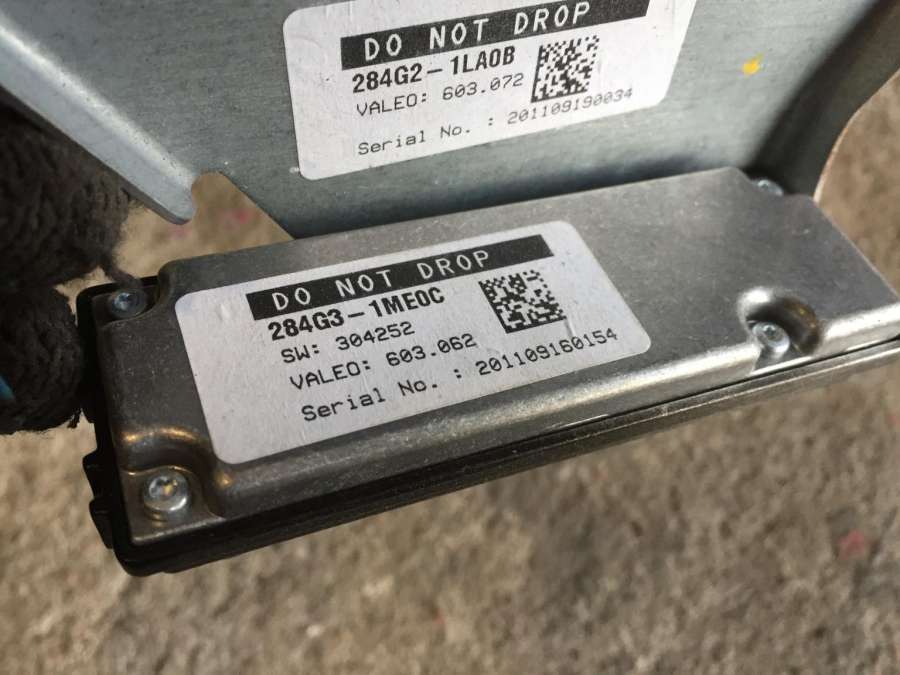 DO NOT DROP
284G2-1LA0B
VALEO: 603.072
Serial No. : 201109190034
DO NOT DROP
284G3-1ME0C
SW: 304252
VALEO: 603.062
Serial No. : 201109160154